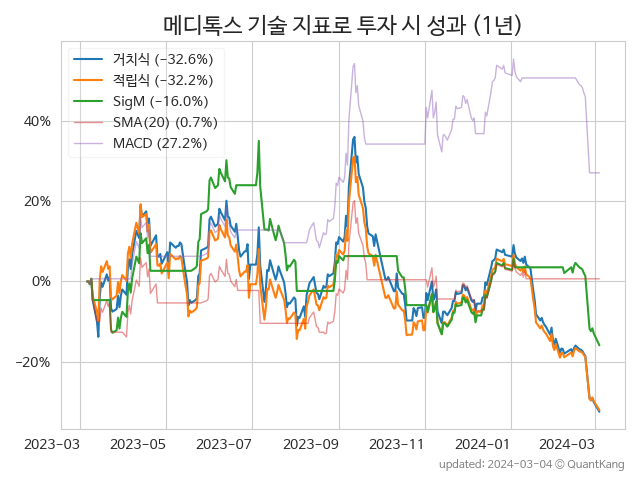 메디톡스 기술 지표로 투자 시 성과 (1년)
거치식 (−32.6%)
적립식 (−32.2%)
SigM (−16.0%)
SMA(20) (0.7%)
MACD (27.2%)
40%
20%
0%
−20%
2023-03 2023-05 2023-07 2023-09 2023-11 2024-01 2024-03
updated: 2024-03-04 © QuantKang